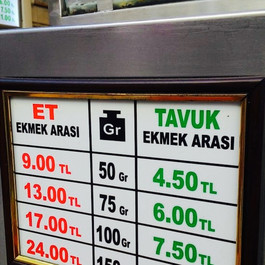 ET
EKMEK ARASI
Gr
TAVUK
EKMEK ARASI
9.00 TL 50 Gr 4.50 TL
13.00 TL 75 Gr 6.00 TL
17.00 TL 100 Gr 7.50 TL
24.00 TL